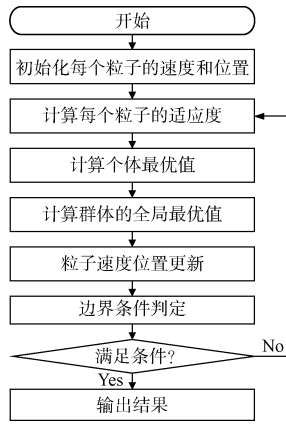 开始
初始化每个粒子的速度和位置
计算每个粒子的适应度
计算个体最优值
计算群体的全局最优值
粒子速度位置更新
边界条件判定
满足条件?
No
Yes
输出结果